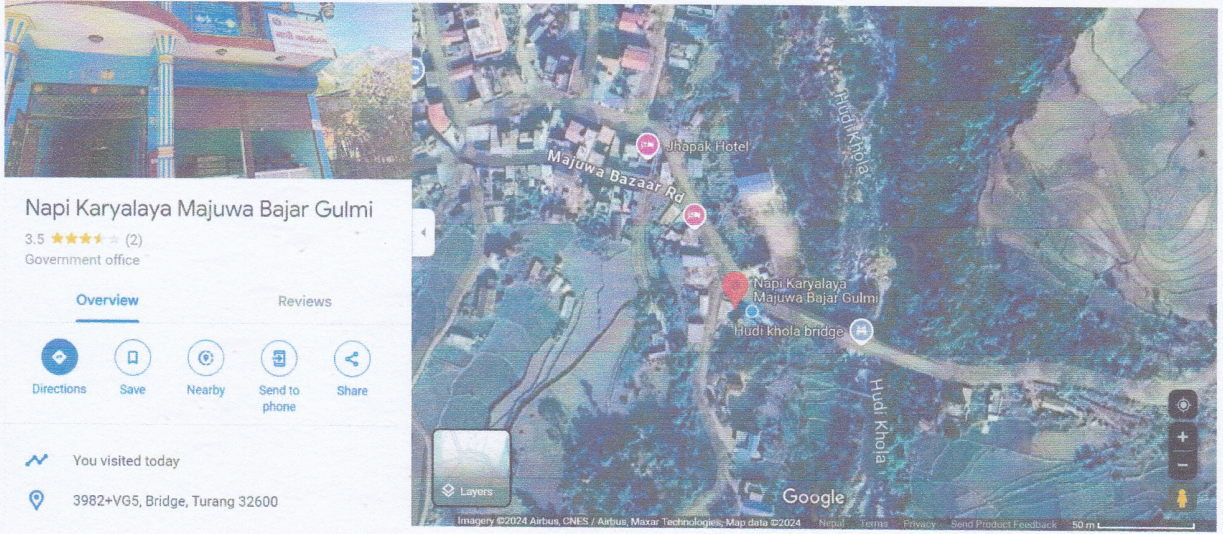 Napi Karyalaya Majuwa Bajar Gulmi
3.5
(2)
Government office
Overview
Reviews
Directions
Save
Nearby
Send to
phone
Share
You visited today
3982+VG5, Bridge, Turang 32600
Jhapak Hotel
Majuwa Bazaar Rd
Hudi Khola
Napi Karyalaya
Majuwa Bajar Gulmi
Hudi khola bridge
Hudi Khola
Layers
Google
Imagery ©2024 Airbus, CNES / Airbus, Maxar Technologies, Map data ©2024
Nepal
Terms
Privacy
Send Product Feedback
50 m